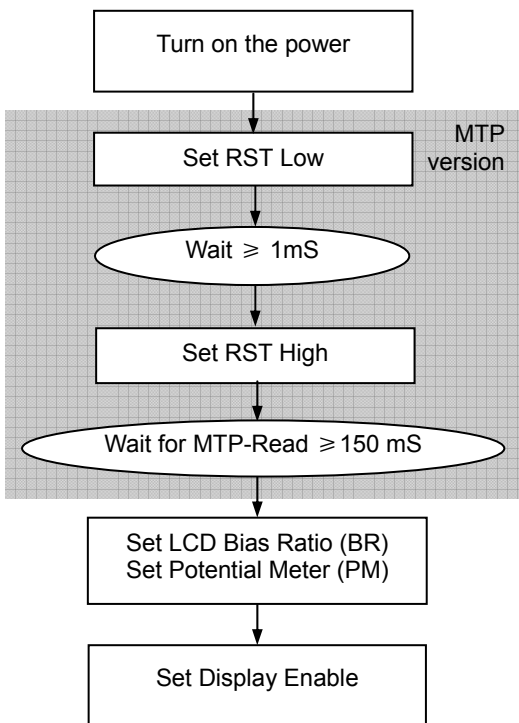 Turn on the power
MTP
version
Set RST Low
Wait ⩾ 1mS
Set RST High
Wait for MTP-Read ⩾150 mS
Set LCD Bias Ratio (BR)
Set Potential Meter (PM)
Set Display Enable